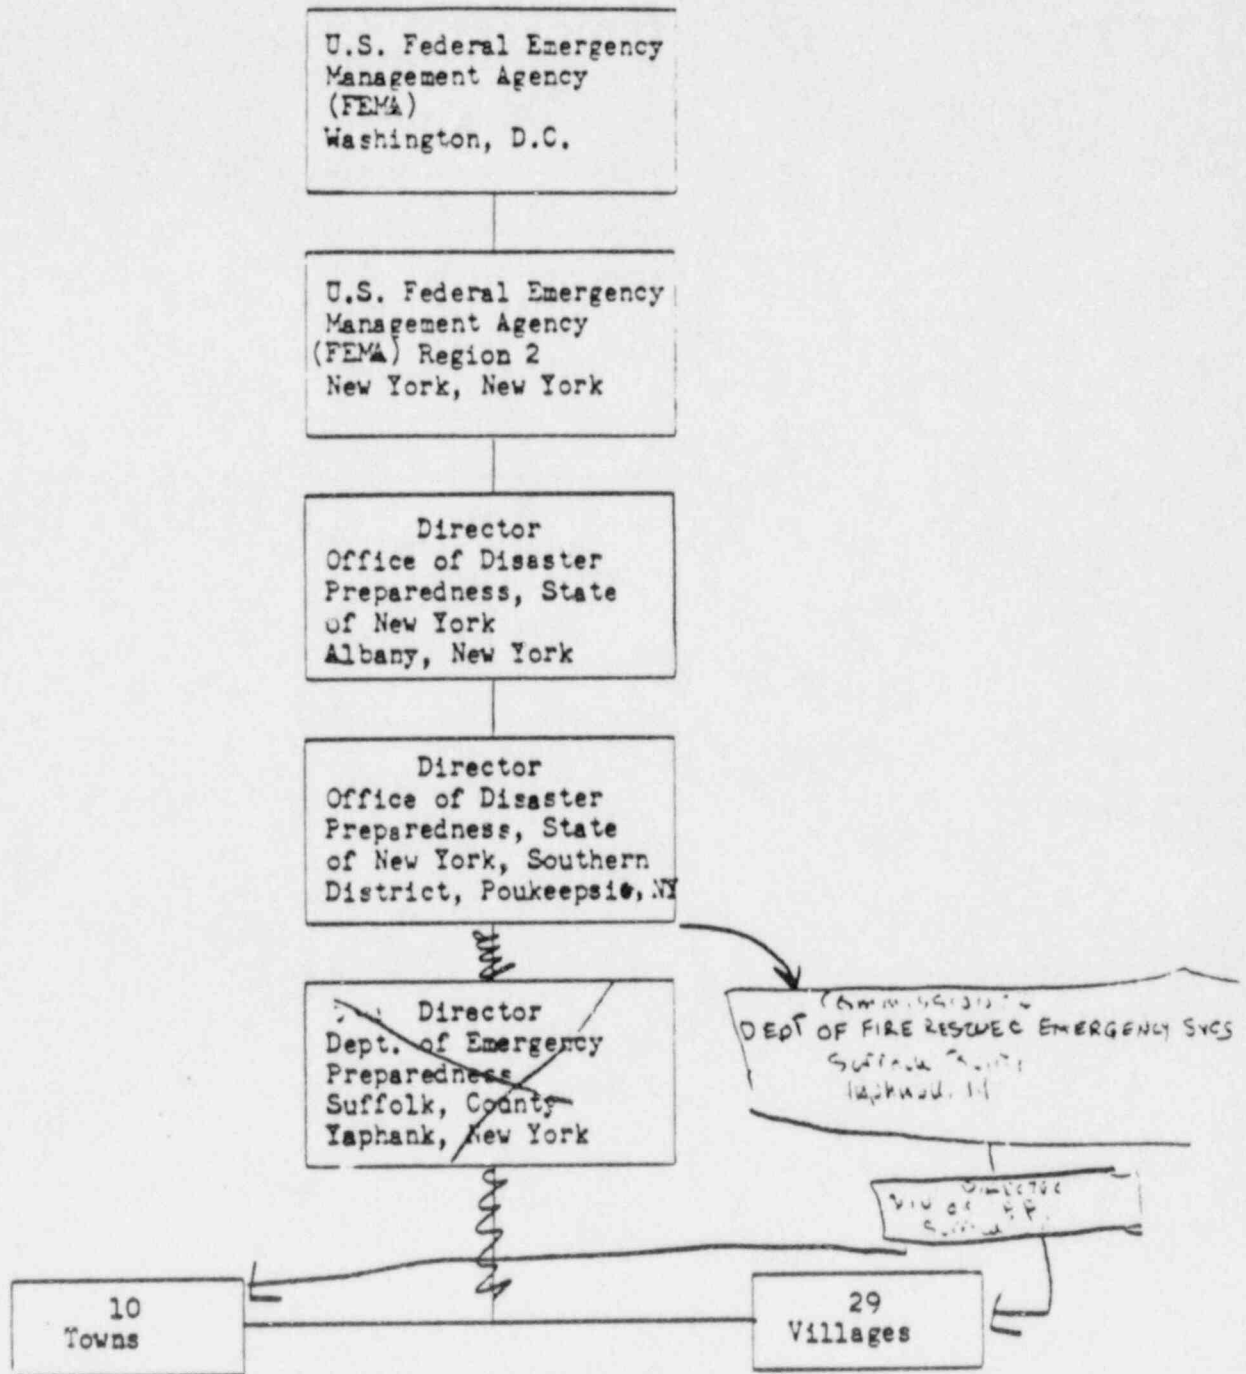 U.S. Federal Emergency
Management Agency
(FEMA)
Washington, D.C.
U.S. Federal Emergency
Management Agency
(FEMA) Region 2
New York, New York
Director
Office of Disaster
Preparedness, State
of New York
Albany, New York
Director
Office of Disaster
Preparedness, State
of New York, Southern
District, Poukeepsie, NY
Director
Dept. of Emergency
Preparedness
Suffolk, County
Yaphank, New York
DEPT OF FIRE RESCUE EMERGENCY SVCS
Suffolk County
10
Towns
29
Villages